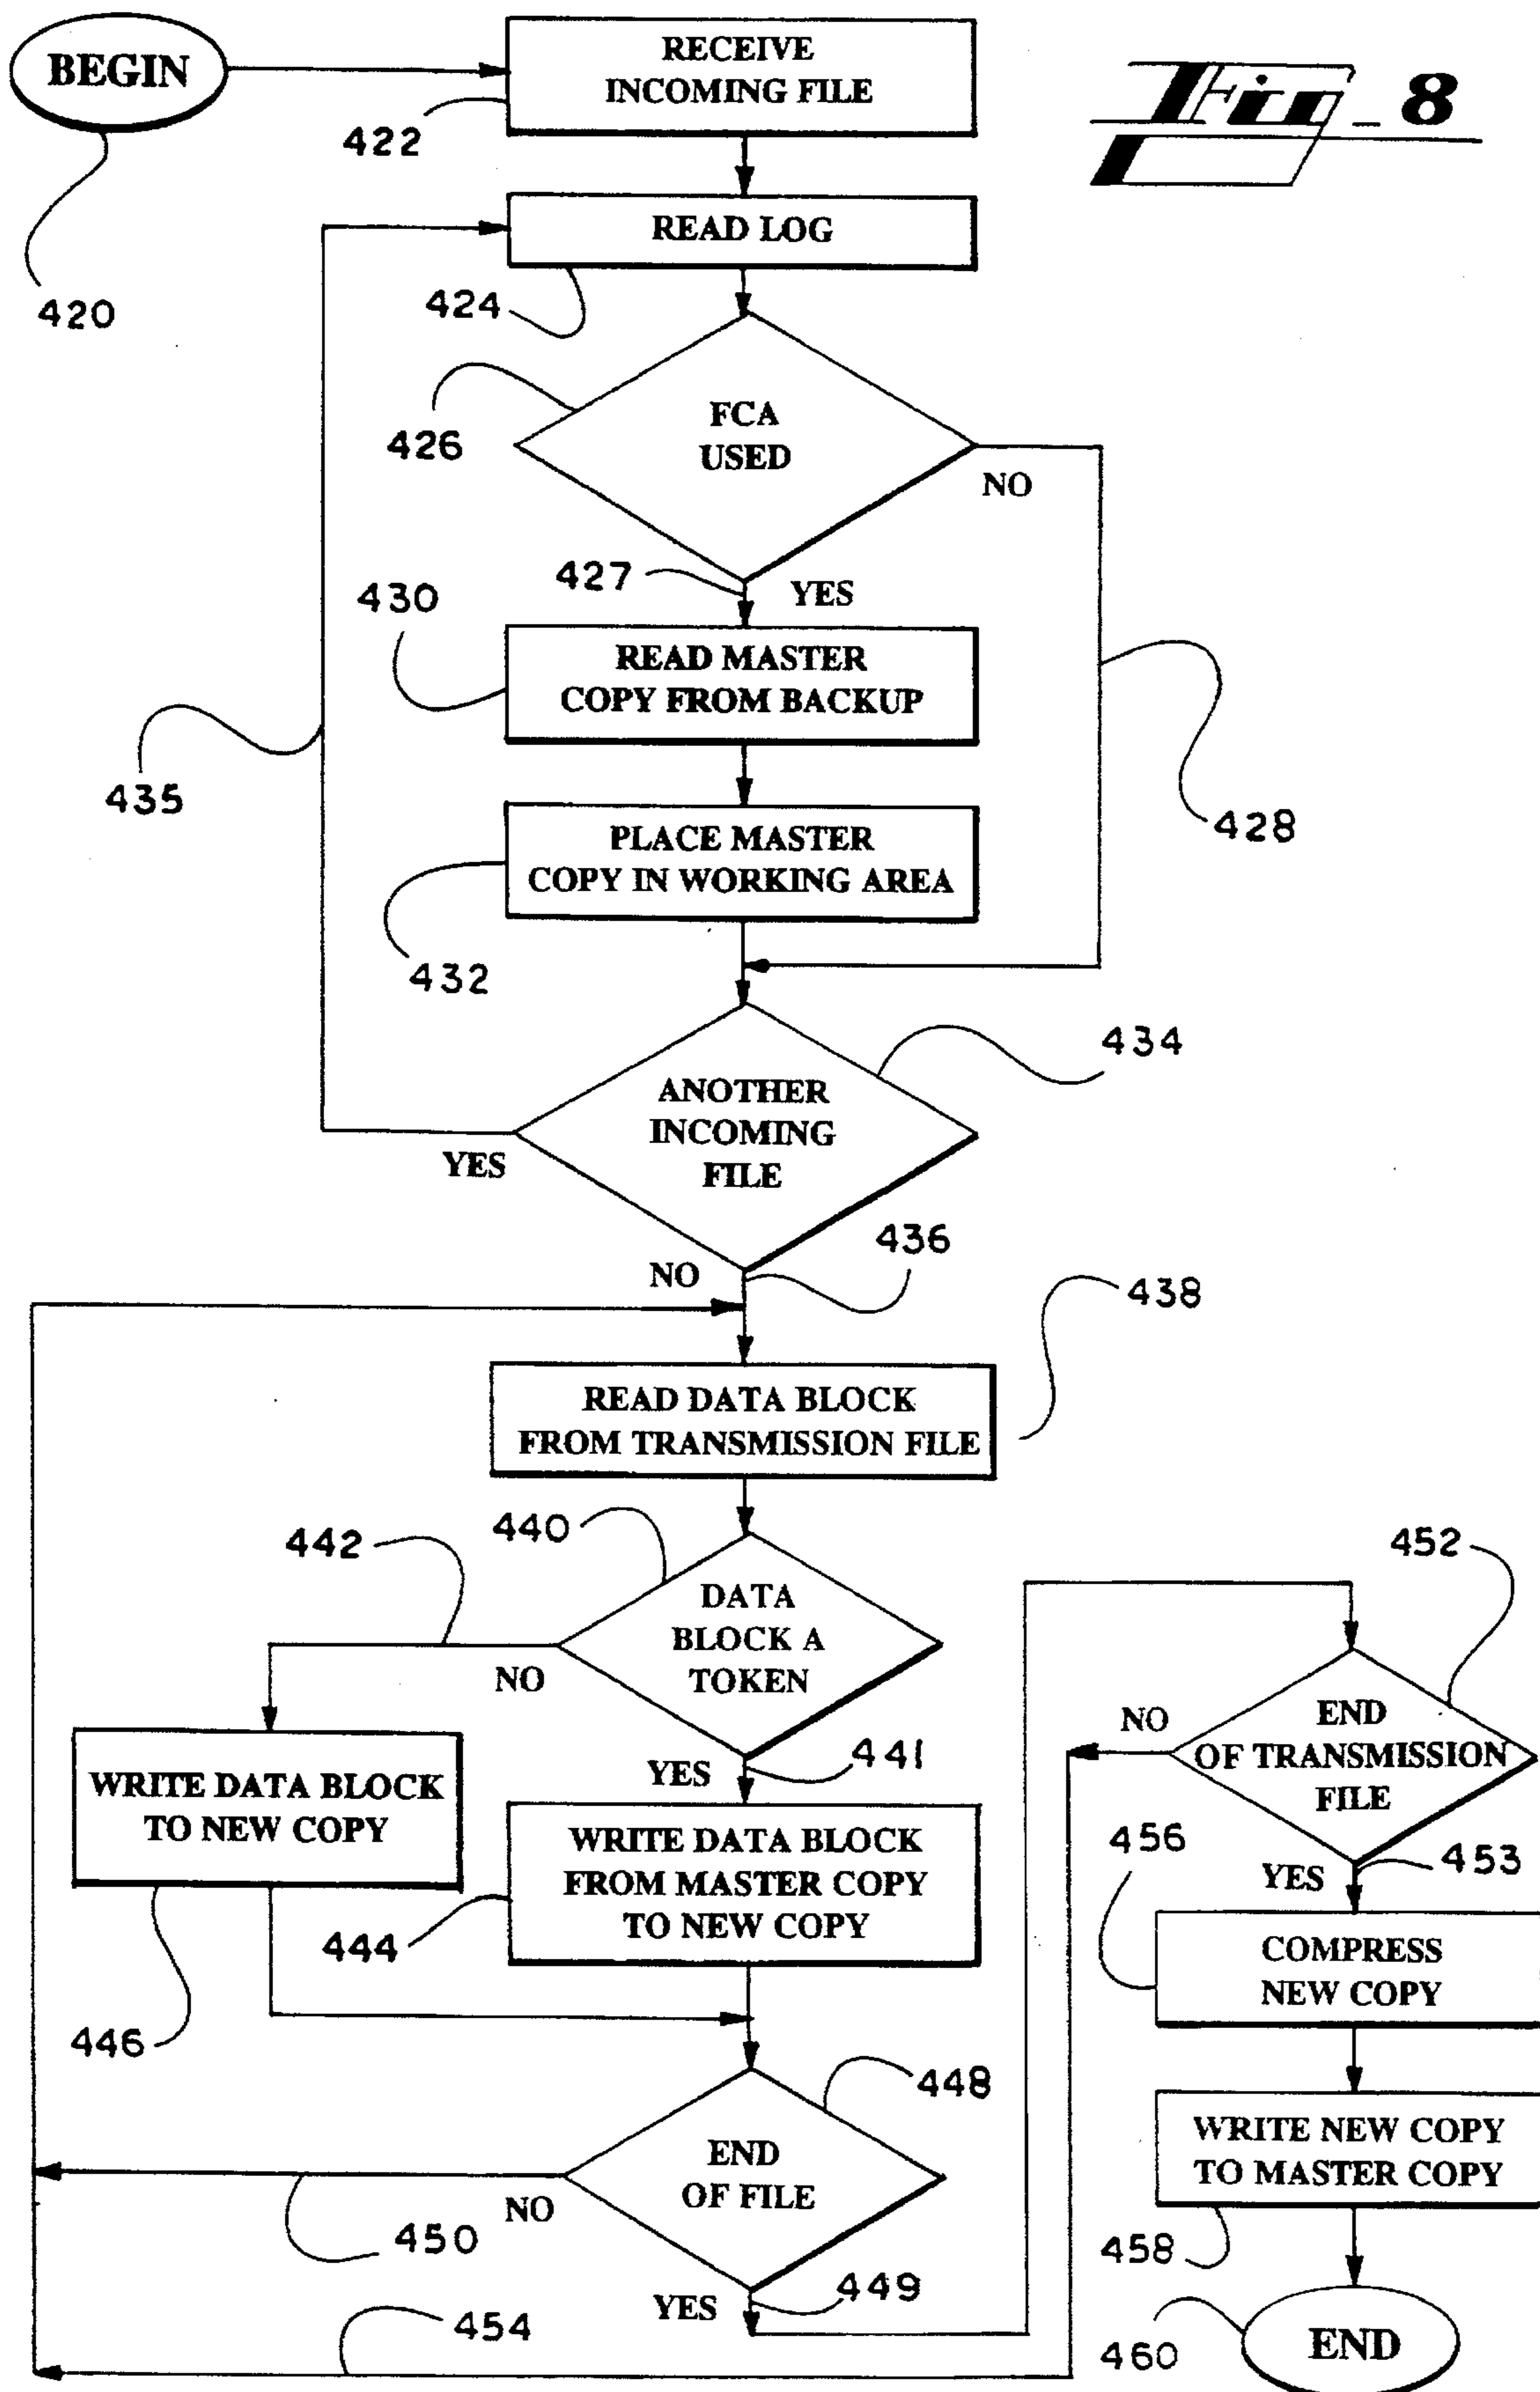 BEGIN
RECEIVE
INCOMING FILE
Fig_8
422
420
READ LOG
424
426
FCA
USED
NO
427
YES
430
READ MASTER
COPY FROM BACKUP
435
428
PLACE MASTER
COPY IN WORKING AREA
432
434
ANOTHER
INCOMING
FILE
YES
436
NO
438
READ DATA BLOCK
FROM TRANSMISSION FILE
440
442
452
DATA
BLOCK A
TOKEN
NO
YES
441
WRITE DATA BLOCK
TO NEW COPY
WRITE DATA BLOCK
FROM MASTER COPY
TO NEW COPY
444
446
END
OF TRANSMISSION
FILE
NO
456
YES
453
COMPRESS
NEW COPY
448
END
OF FILE
NO
450
YES
449
454
WRITE NEW COPY
TO MASTER COPY
458
460
END